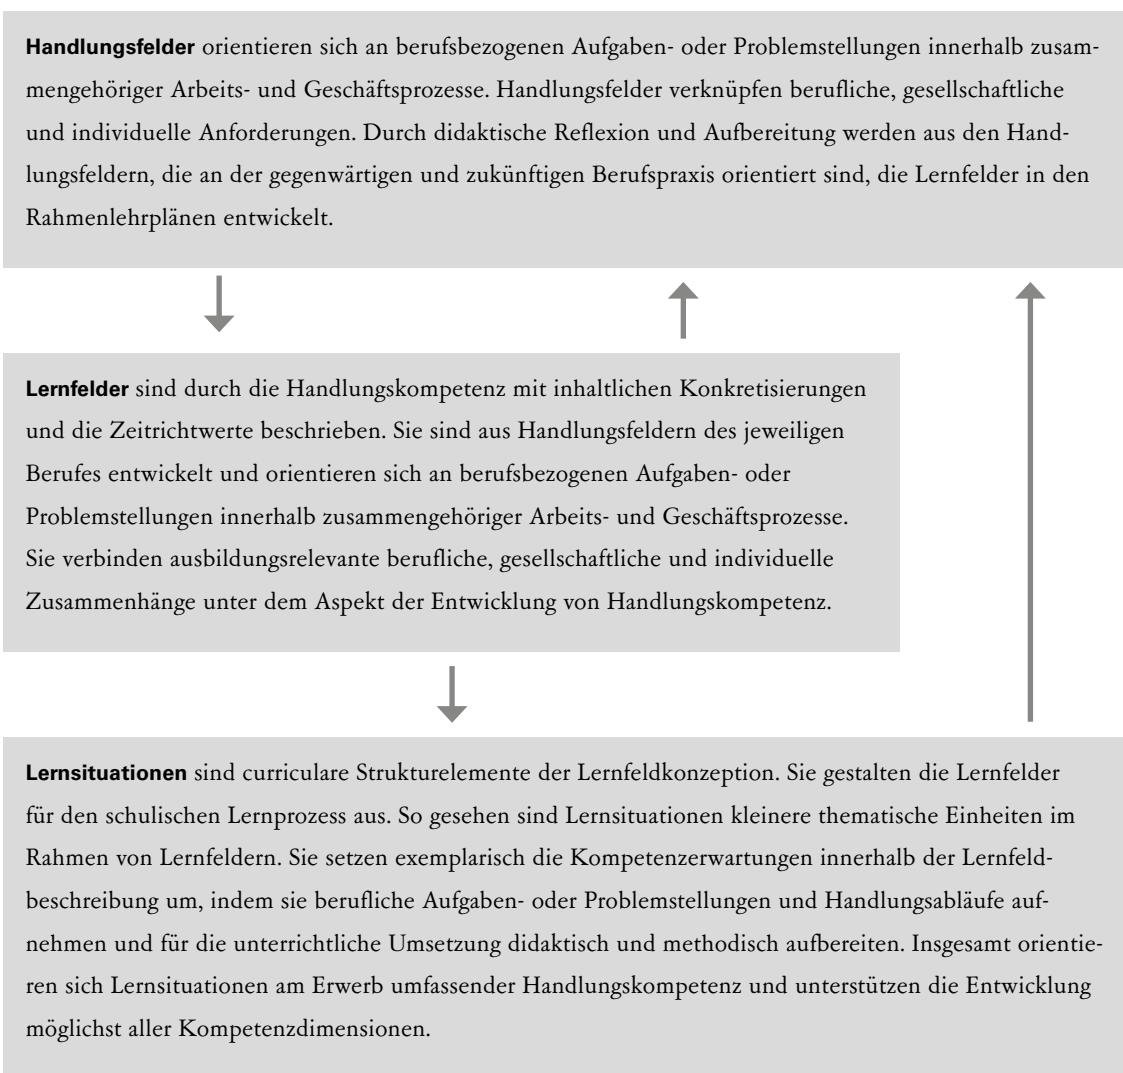 Handlungsfelder orientieren sich an berufsbezogenen Aufgaben- oder Problemstellungen innerhalb zusam-
mengehöriger Arbeits- und Geschäftsprozesse. Handlungsfelder verknüpfen berufliche, gesellschaftliche
und individuelle Anforderungen. Durch didaktische Reflexion und Aufbereitung werden aus den Hand-
lungsfeldern, die an der gegenwärtigen und zukünftigen Berufspraxis orientiert sind, die Lernfelder in den
Rahmenlehrplänen entwickelt.
Lernfelder sind durch die Handlungskompetenz mit inhaltlichen Konkretisierungen
und die Zeitrichtwerte beschrieben. Sie sind aus Handlungsfeldern des jeweiligen
Berufes entwickelt und orientieren sich an berufsbezogenen Aufgaben- oder
Problemstellungen innerhalb zusammengehöriger Arbeits- und Geschäftsprozesse.
Sie verbinden ausbildungsrelevante berufliche, gesellschaftliche und individuelle
Zusammenhänge unter dem Aspekt der Entwicklung von Handlungskompetenz.
Lernsituationen sind curriculare Strukturelemente der Lernfeldkonzeption. Sie gestalten die Lernfelder
für den schulischen Lernprozess aus. So gesehen sind Lernsituationen kleinere thematische Einheiten im
Rahmen von Lernfeldern. Sie setzen exemplarisch die Kompetenzerwartungen innerhalb der Lernfeld-
beschreibung um, indem sie berufliche Aufgaben- oder Problemstellungen und Handlungsabläufe auf-
nehmen und für die unterrichtliche Umsetzung didaktisch und methodisch aufbereiten. Insgesamt orientie-
ren sich Lernsituationen am Erwerb umfassender Handlungskompetenz und unterstützen die Entwicklung
möglichst aller Kompetenzdimensionen.